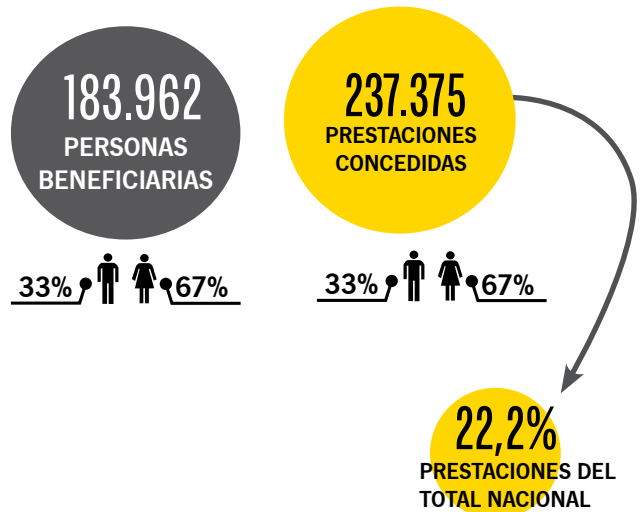 183.962
PERSONAS
BENEFICIARIAS
33%
67%
237.375
PRESTACIONES
CONCEDIDAS
33%
67%
22,2%
PRESTACIONES DEL
TOTAL NACIONAL